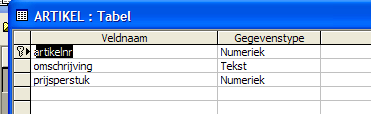 ARTIKEL : Tabel
Veldnaam Gegevenstype
artikelnr Numeriek
omschrijving Tekst
prijsperstuk Numeriek